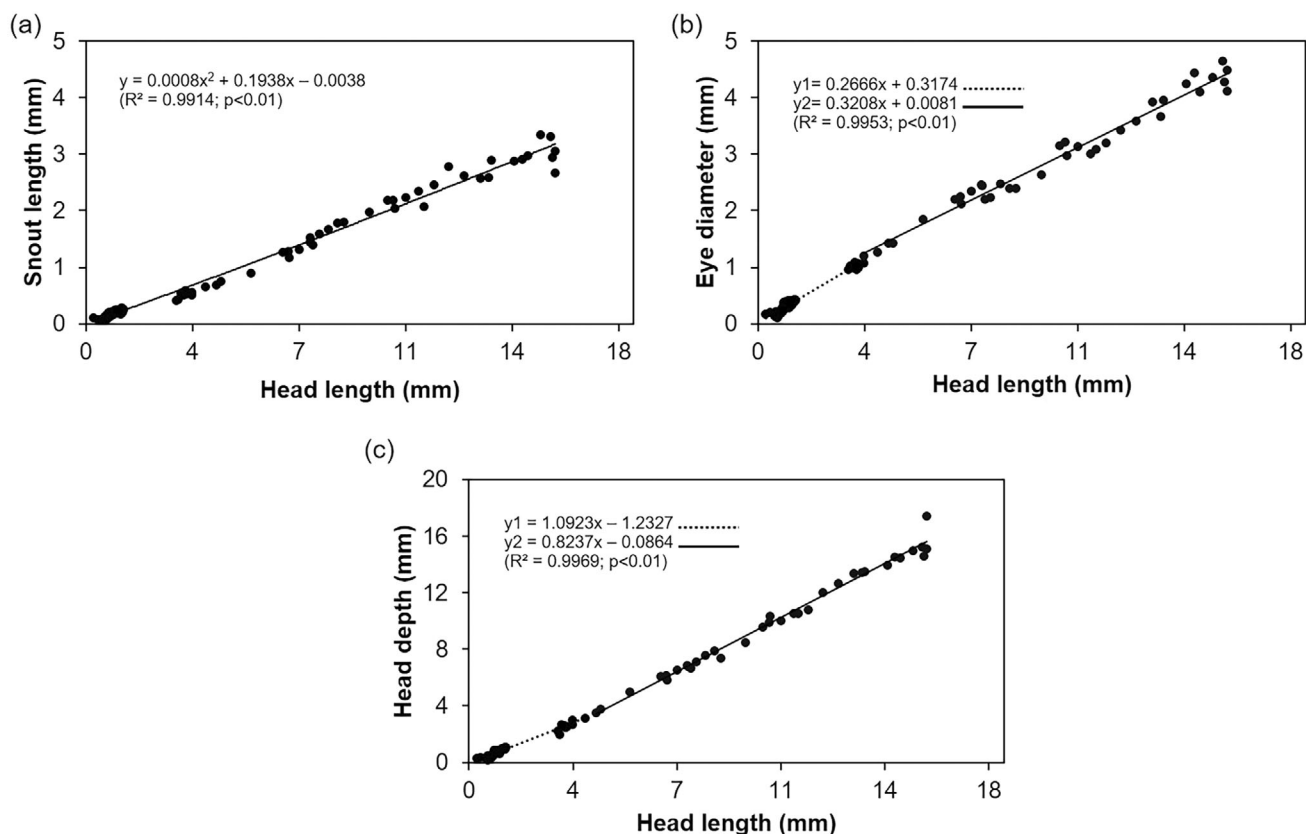 (a)
5
4
3
2
1
0
Snout length (mm)
y = 0.0008x² + 0.1938x – 0.0038
(R² = 0.9914; p<0.01)
0 4 7 11 14 18
Head length (mm)
(b)
5
4
3
2
1
0
Eye diameter (mm)
y1= 0.2666x + 0.3174
y2= 0.3208x + 0.0081
(R² = 0.9953; p<0.01)
0 4 7 11 14 18
Head length (mm)
(c)
20
16
12
8
4
0
Head depth (mm)
y1 = 1.0923x – 1.2327
y2 = 0.8237x – 0.0864
(R² = 0.9969; p<0.01)
0 4 7 11 14 18
Head length (mm)